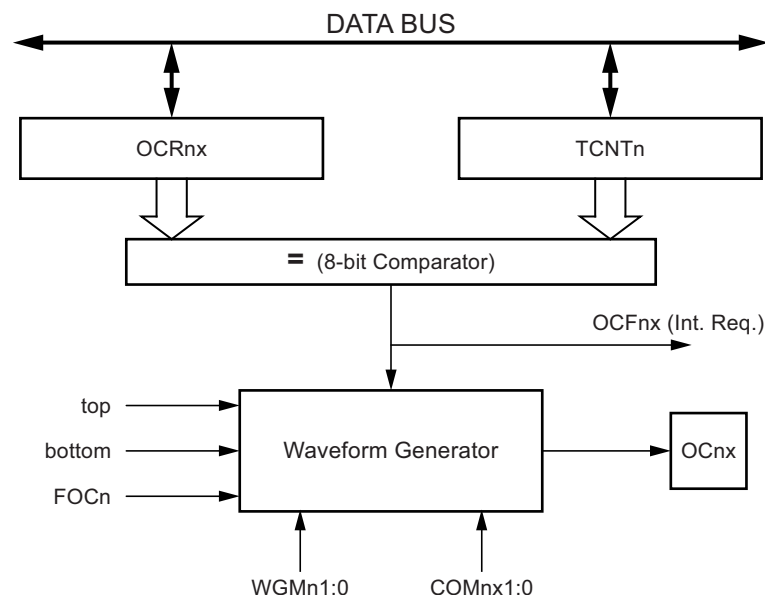 DATA BUS
OCRnx
TCNTn
= (8-bit Comparator)
OCFnx (Int. Req.)
top
bottom
FOCn
Waveform Generator
OCnx
WGMn1:0
COMnx1:0